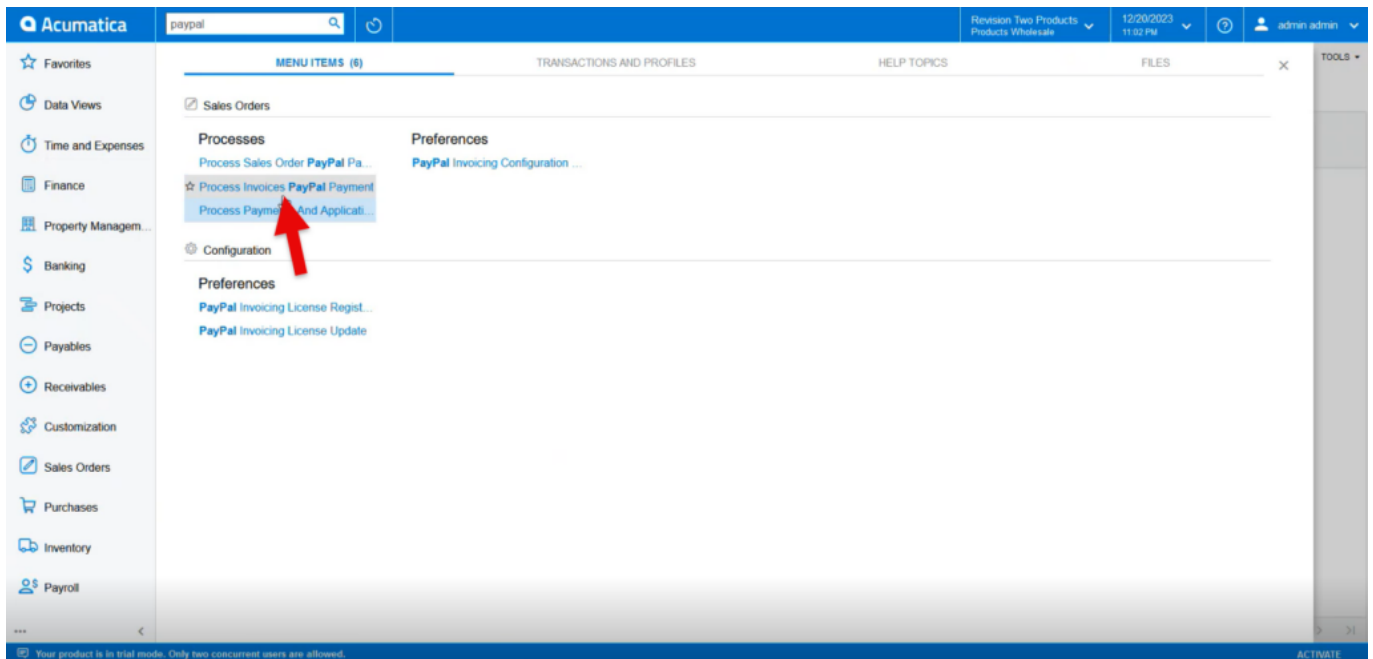 Acumatica
paypal
Revision Two Products
Products Wholesale
12/20/2023
11:02 PM
admin admin
Favorites
Data Views
Time and Expenses
Finance
Property Managem...
Banking
Projects
Payables
Receivables
Customization
Sales Orders
Purchases
Inventory
Payroll
MENU ITEMS (6)
TRANSACTIONS AND PROFILES
HELP TOPICS
FILES
TOOLS
Sales Orders
Processes
Process Sales Order PayPal Pa...
Process Invoices PayPal Payment
Process Payme And Applicati...
Preferences
PayPal Invoicing Configuration ...
Configuration
Preferences
PayPal Invoicing License Regist...
PayPal Invoicing License Update
Your product is in trial mode. Only two concurrent users are allowed.
ACTIVATE